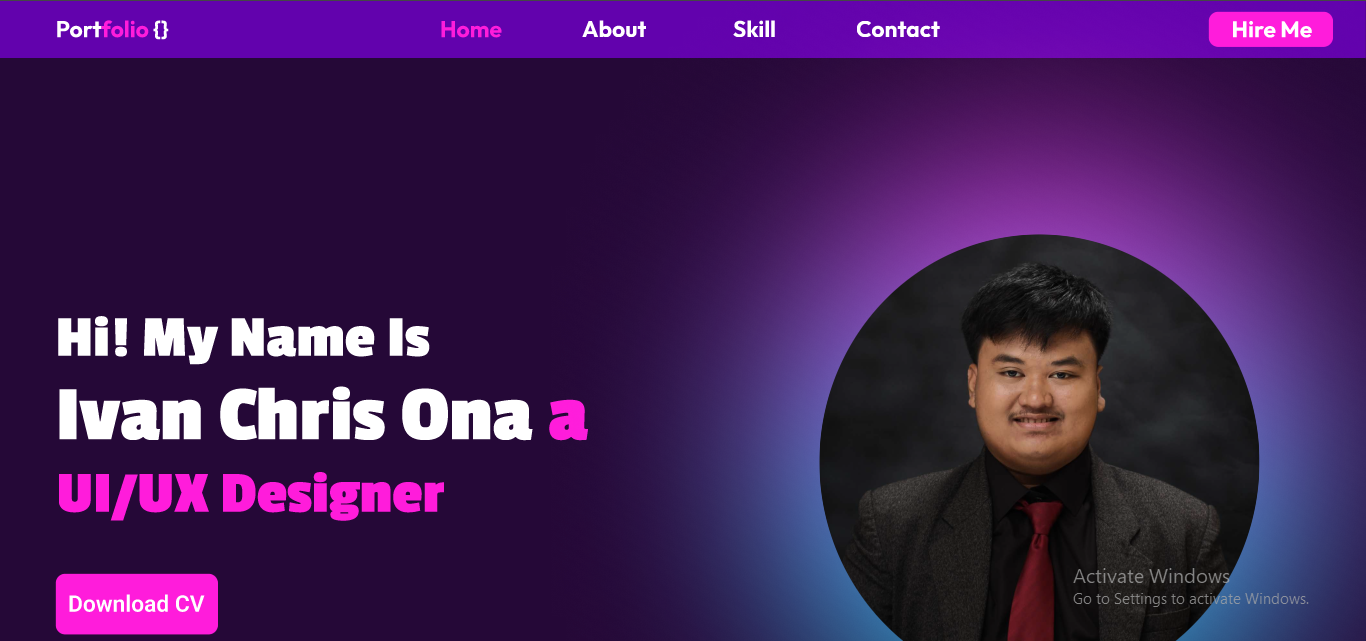 Portfolio {}
Home
About
Skill
Contact
Hire Me
Hi! My Name Is
Ivan Chris Ona a
UI/UX Designer
Download CV
Activate Windows
Go to Settings to activate Windows.